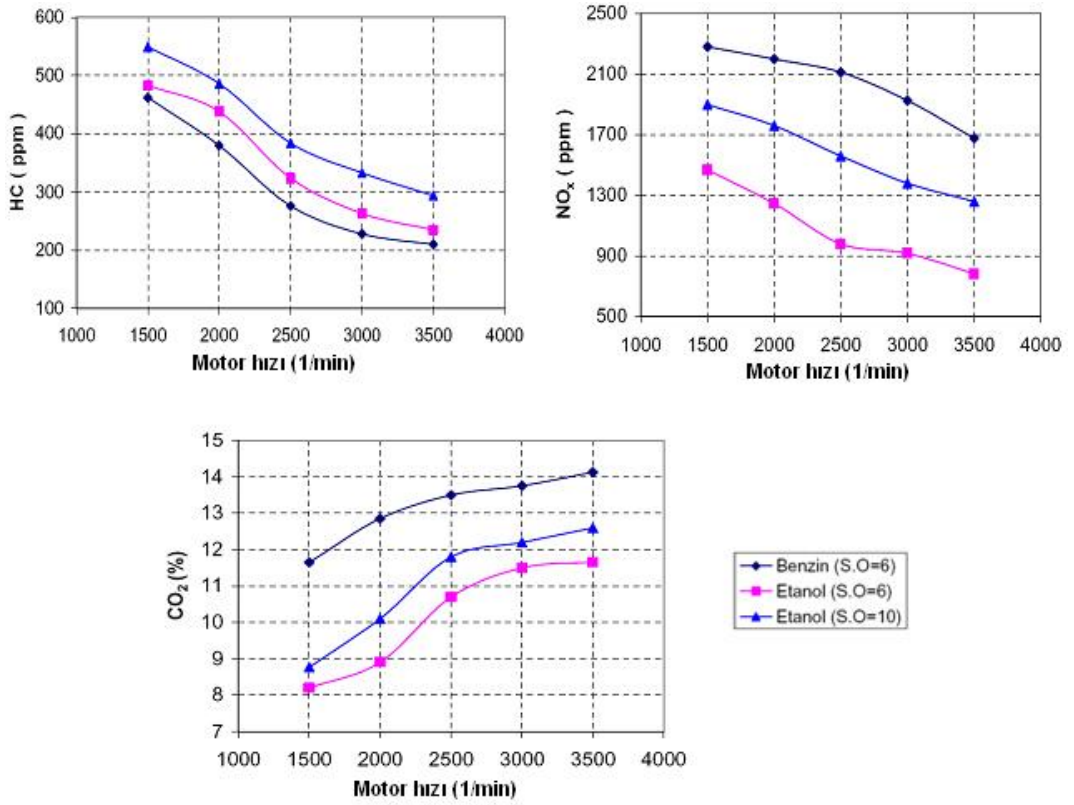 600
500
400
300
200
100
HC ( ppm)
1000 1500 2000 2500 3000 3500 4000
Motor hızı (1/min)
2500
2100
1700
1300
900
500
NOx ( ppm)
1000 1500 2000 2500 3000 3500 4000
Motor hızı (1/min)
15
14
13
12
11
10
9
8
7
CO2 (%)
1000 1500 2000 2500 3000 3500 4000
Motor hızı (1/min)
Benzin (S.O=6)
Etanol (S.O=6)
Etanol (S.O=10)